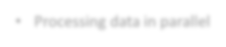 • Processing data in parallel